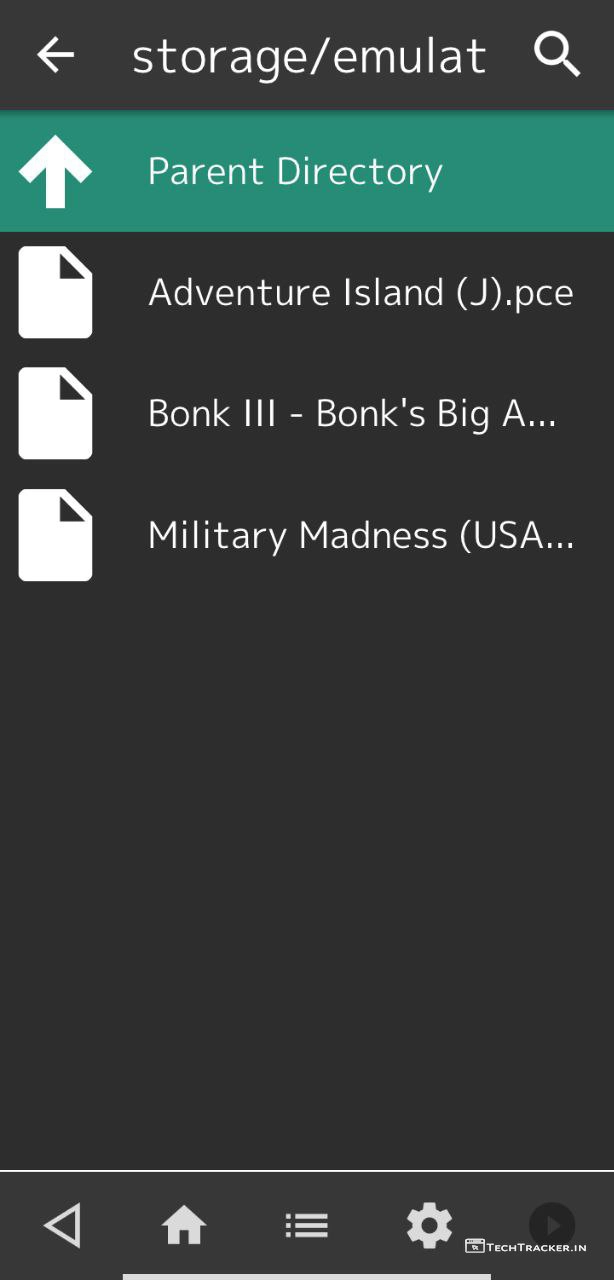 storage/emulat
Parent Directory
Adventure Island (J).pce
Bonk III - Bonk's Big A...
Military Madness (USA...
TechTracker.in